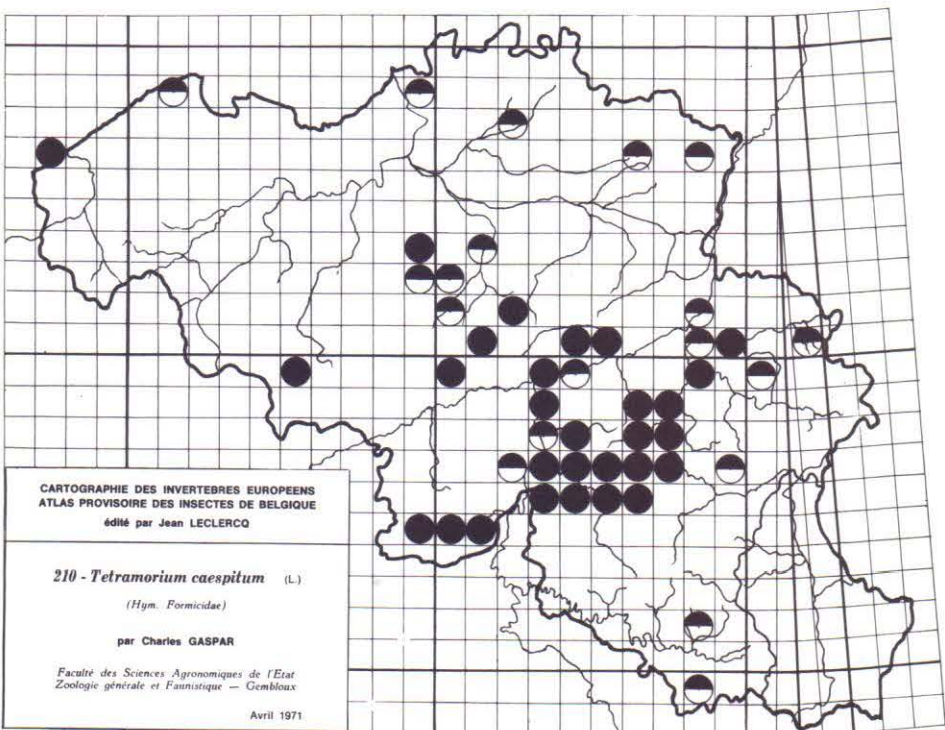 CARTOGRAPHIE DES INVERTEBRES EUROPEENS
ATLAS PROVISOIRE DES INSECTES DE BELGIQUE
édité par Jean LECLERCQ
210 - Tetramorium caespitum (L.)
(Hym. Formicidae)
par Charles GASPAR
Faculté des Sciences Agronomiques de l'Etat
Zoologie générale et Faunistique — Gembloux
Avril 1971